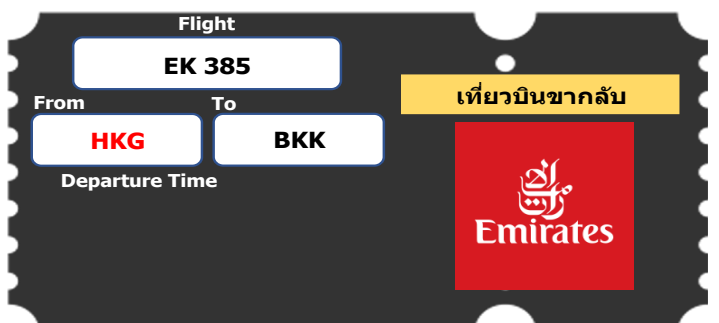 Flight
EK 385
เที่ยวบินขากลับ
From
To
HKG
BKK
Departure Time
الإمارات
Emirates